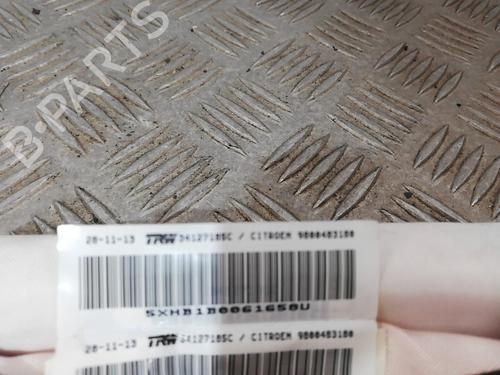 B-PARTS
28-11-13 TRW 34127185C / CITROEN 9800483180
5XHB1B0061658U
28-11-13 TRW 34127185C / CITROEN 9800483180